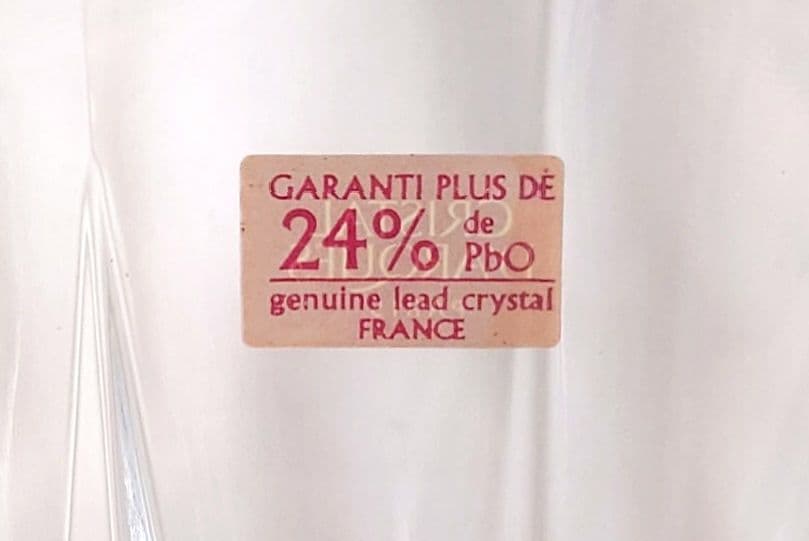 GARANTI PLUS DE
24% de PbO
genuine lead crystal
FRANCE